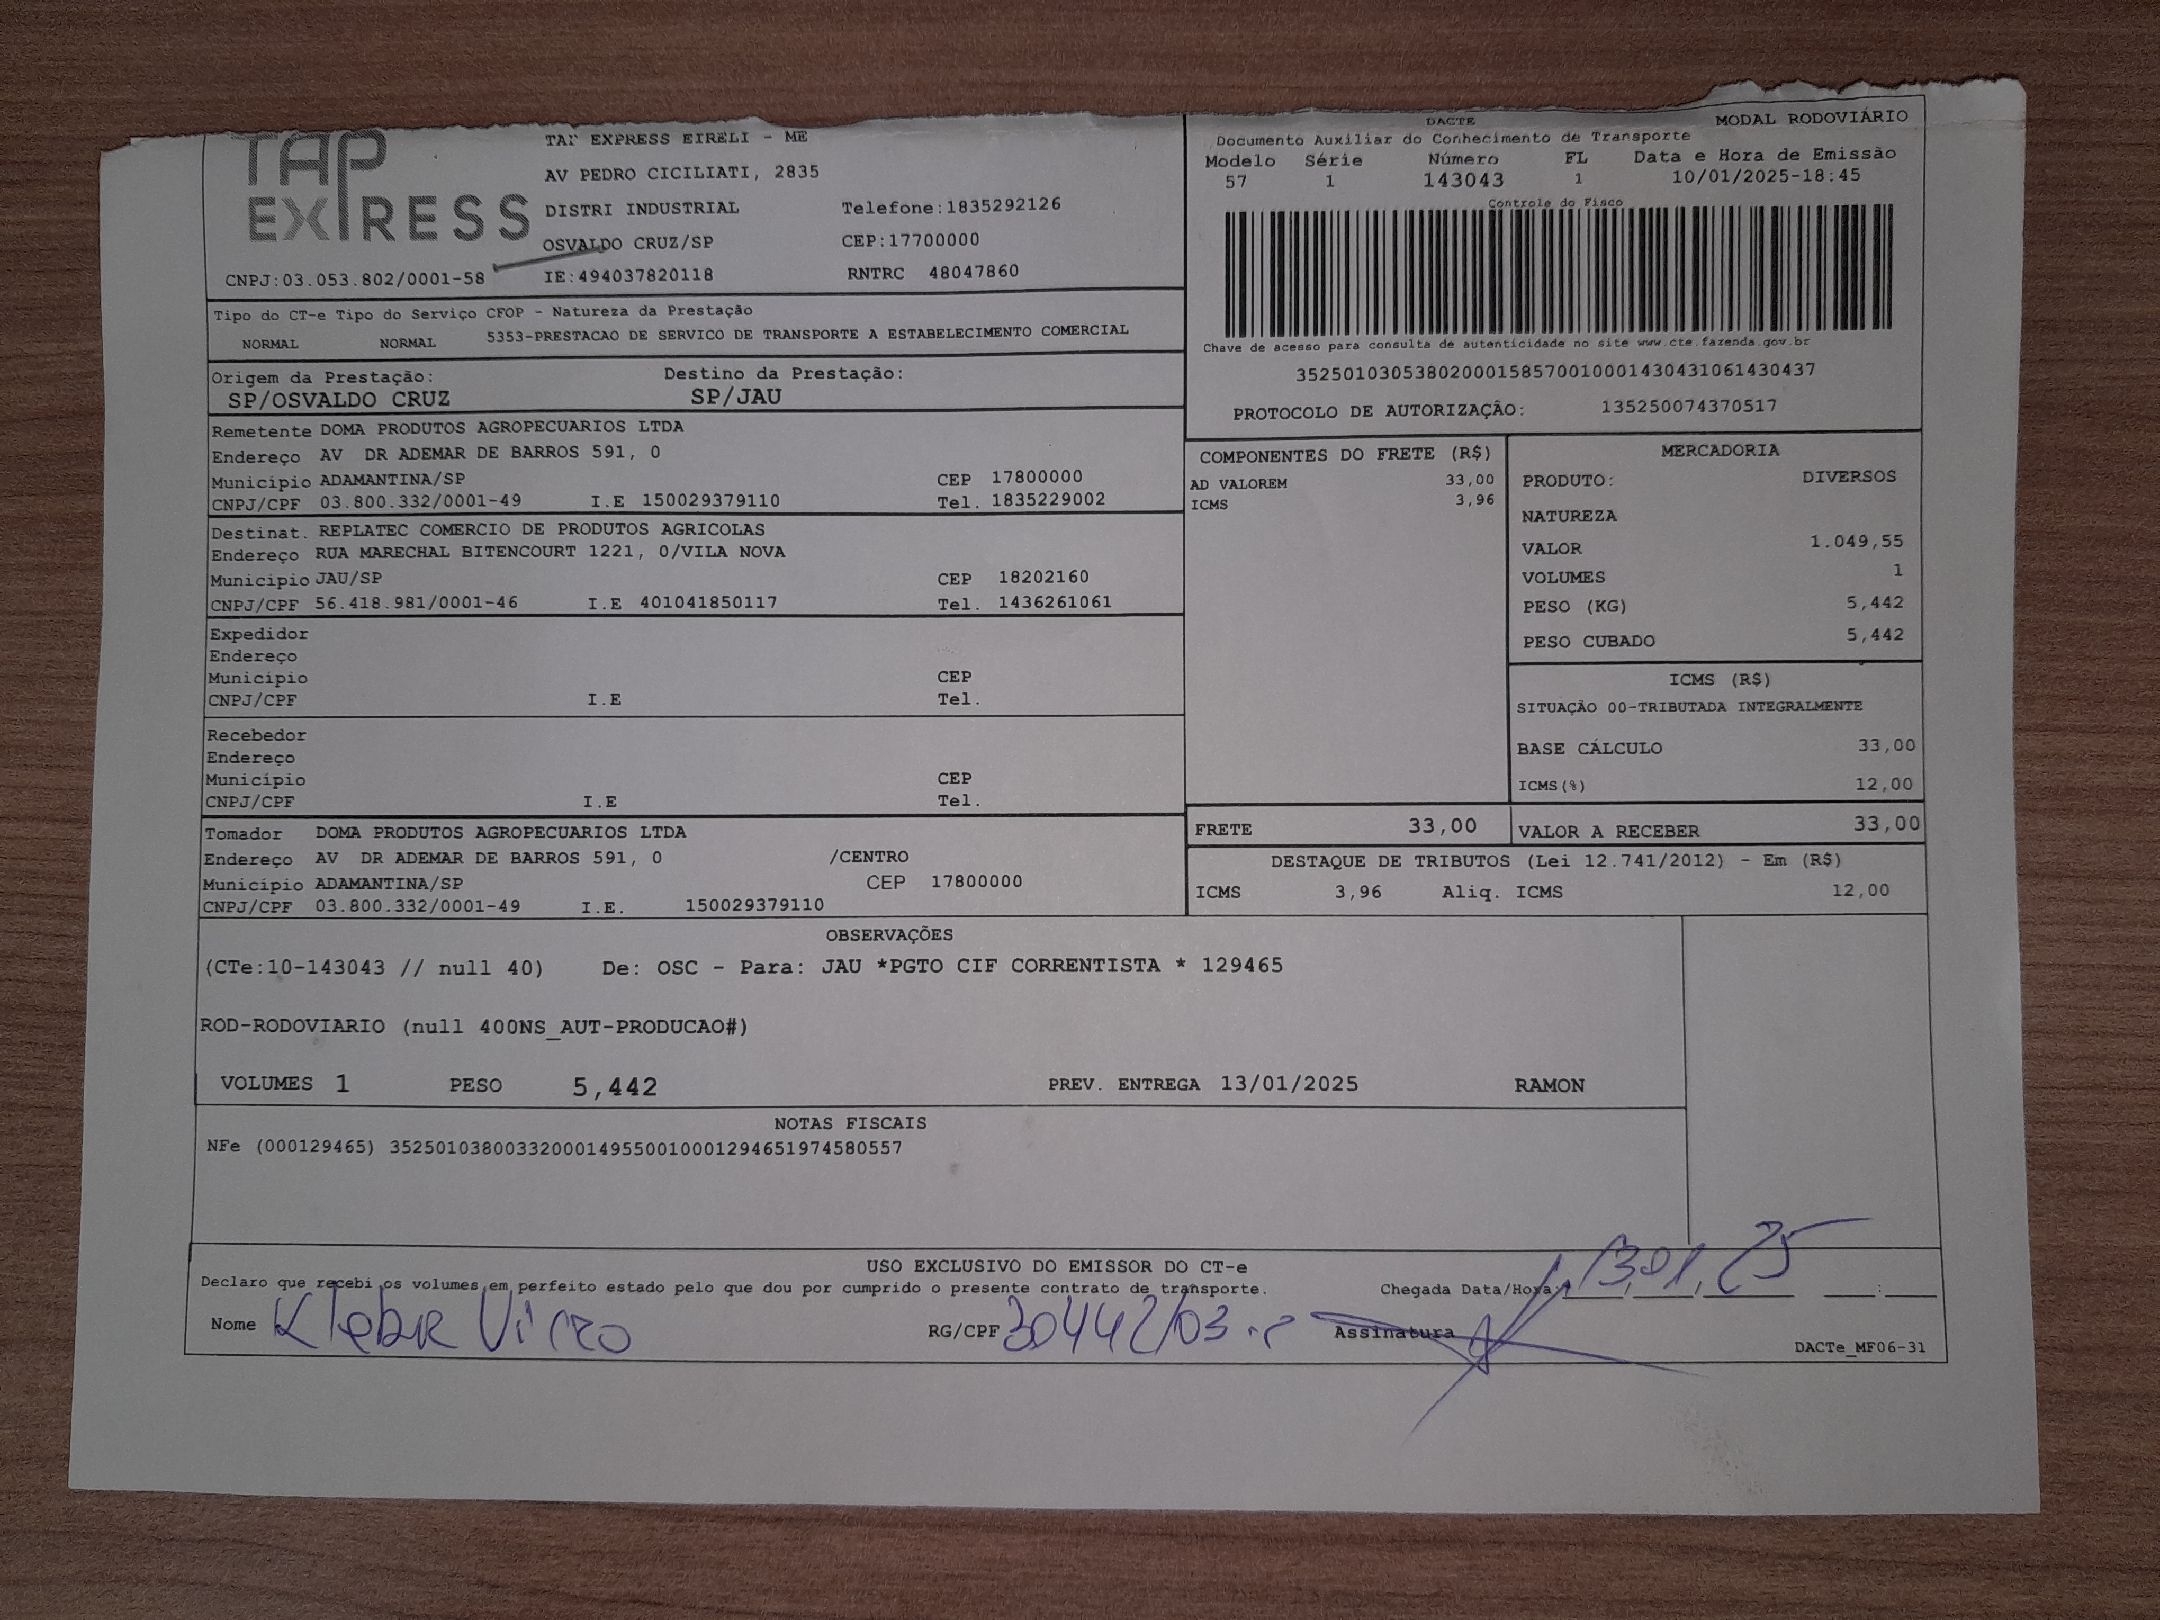 TAP EXPRESS
TAP EXPRESS EIRELI - ME
AV PEDRO CICILIATI, 2835
DISTRI INDUSTRIAL Telefone:1835292126
OSVALDO CRUZ/SP CEP:17700000
CNPJ:03.053.802/0001-58 IE:494037820118 RNTRC 48047860
DACTE MODAL RODOVIÁRIO
Documento Auxiliar do Conhecimento de Transporte
Modelo Série Número FL Data e Hora de Emissão
57 1 143043 1 10/01/2025-18:45
Controle do Fisco
Chave de acesso para consulta de autenticidade no site www.cte.fazenda.gov.br
35250103053802000158570010001430431061430437
PROTOCOLO DE AUTORIZAÇÃO: 135250074370517
Tipo do CT-e Tipo do Serviço CFOP - Natureza da Prestação
NORMAL NORMAL 5353-PRESTACAO DE SERVICO DE TRANSPORTE A ESTABELECIMENTO COMERCIAL
Origem da Prestação: Destino da Prestação:
SP/OSVALDO CRUZ SP/JAU
Remetente DOMA PRODUTOS AGROPECUARIOS LTDA
Endereço AV DR ADEMAR DE BARROS 591, 0
Município ADAMANTINA/SP CEP 17800000
CNPJ/CPF 03.800.332/0001-49 I.E 150029379110 Tel. 1835229002
Destinat. REPLATEC COMERCIO DE PRODUTOS AGRICOLAS
Endereço RUA MARECHAL BITENCOURT 1221, 0/VILA NOVA
Município JAU/SP CEP 18202160
CNPJ/CPF 56.418.981/0001-46 I.E 401041850117 Tel. 1436261061
Expedidor
Endereço
Município CEP
CNPJ/CPF I.E Tel.
Recebedor
Endereço
Município CEP
CNPJ/CPF I.E Tel.
Tomador DOMA PRODUTOS AGROPECUARIOS LTDA
Endereço AV DR ADEMAR DE BARROS 591, 0 /CENTRO
Município ADAMANTINA/SP CEP 17800000
CNPJ/CPF 03.800.332/0001-49 I.E. 150029379110
COMPONENTES DO FRETE (R$)
AD VALOREM 33,00
ICMS 3,96
MERCADORIA
PRODUTO: DIVERSOS
NATUREZA
VALOR 1.049,55
VOLUMES 1
PESO (KG) 5,442
PESO CUBADO 5,442
ICMS (R$)
SITUAÇÃO 00-TRIBUTADA INTEGRALMENTE
BASE CÁLCULO 33,00
ICMS(%) 12,00
FRETE 33,00 VALOR A RECEBER 33,00
DESTAQUE DE TRIBUTOS (Lei 12.741/2012) - Em (R$)
ICMS 3,96 Aliq. ICMS 12,00
OBSERVAÇÕES
(CTe:10-143043 // null 40) De: OSC - Para: JAU *PGTO CIF CORRENTISTA * 129465
ROD-RODOVIARIO (null 400NS_AUT-PRODUCAO#)
VOLUMES 1 PESO 5,442 PREV. ENTREGA 13/01/2025 RAMON
NOTAS FISCAIS
NFe (000129465) 35250103800332000149550010001294651974580557
USO EXCLUSIVO DO EMISSOR DO CT-e
Declaro que recebi os volumes em perfeito estado pelo que dou por cumprido o presente contrato de transporte. Chegada Data/Hora: 13,01,25 :
Nome RG/CPF Assinatura
DACTe_MF06-31